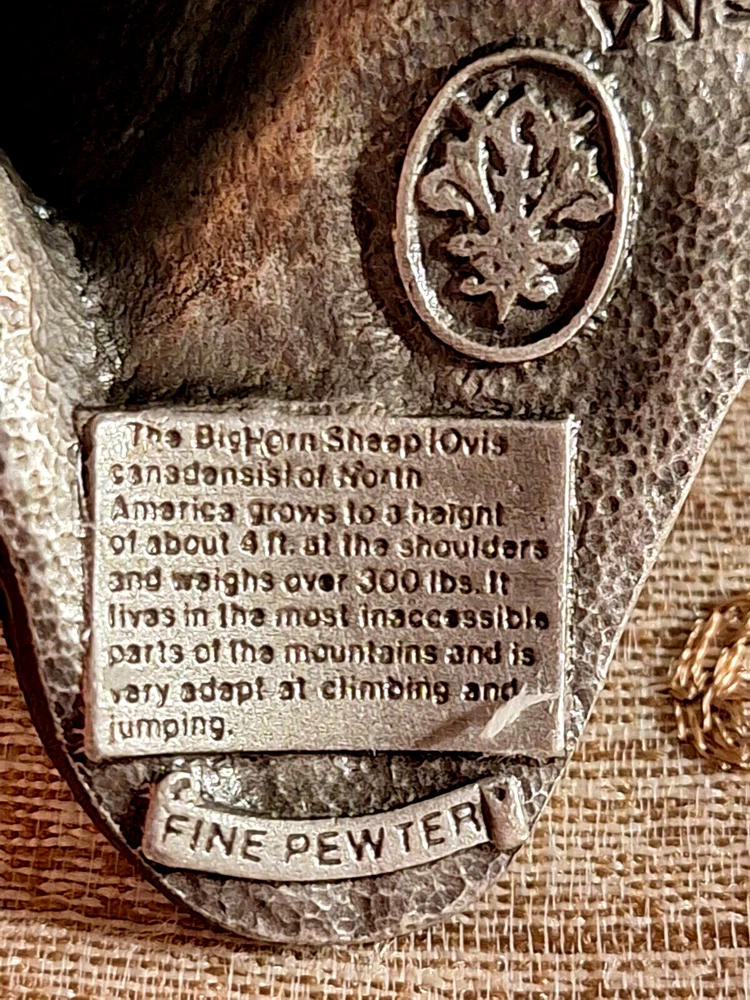 The BigHorn Sheep (Ovis
canadensis) of North
America grows to a height
of about 4 ft. at the shoulders
and weighs over 300 lbs. It
lives in the most inaccessible
parts of the mountains and is
very adept at climbing and
jumping.
FINE PEWTER